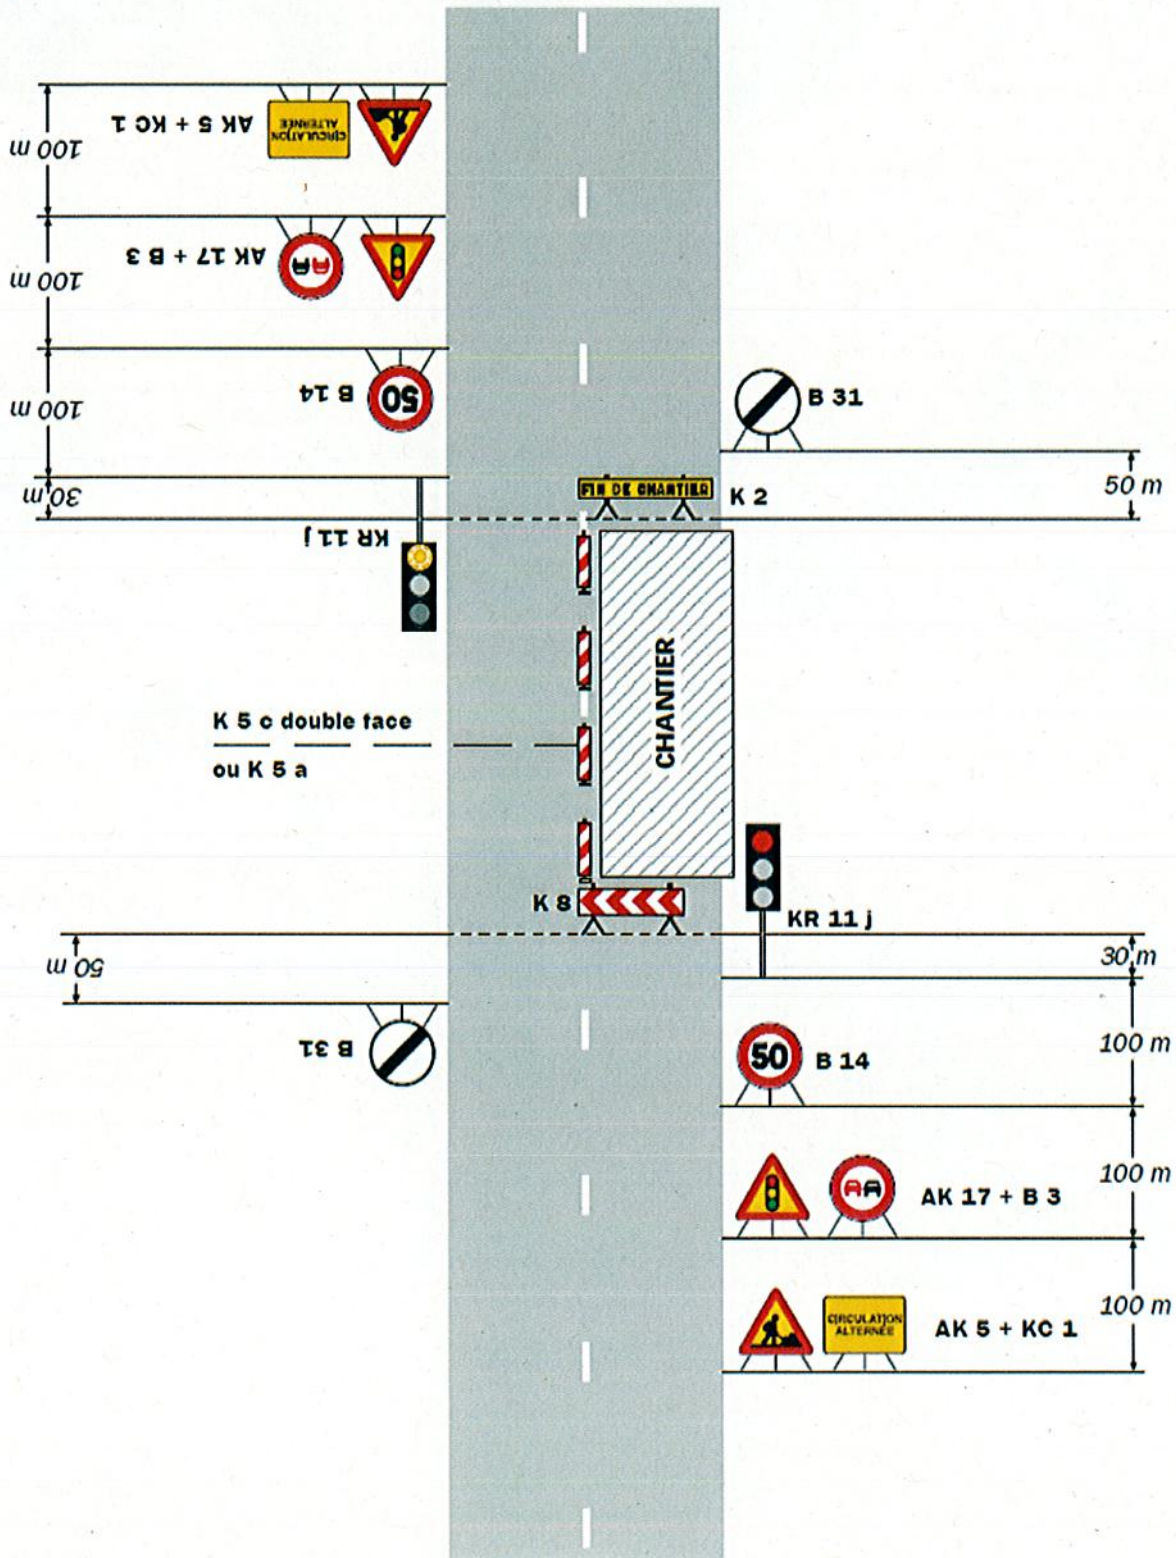 AK 5 + KC 1
CIRCULATION
ALTERNÉE
100 m
AK 17 + B 3
100 m
B 14
50
100 m
B 31
30 m
FIN DE CHANTIER
K 2
50 m
KR 11 j
CHANTIER
K 5 c double face
ou K 5 a
K 8
KR 11 j
50 m
30 m
B 31
50
B 14
100 m
AK 17 + B 3
100 m
CIRCULATION
ALTERNÉE
AK 5 + KC 1
100 m